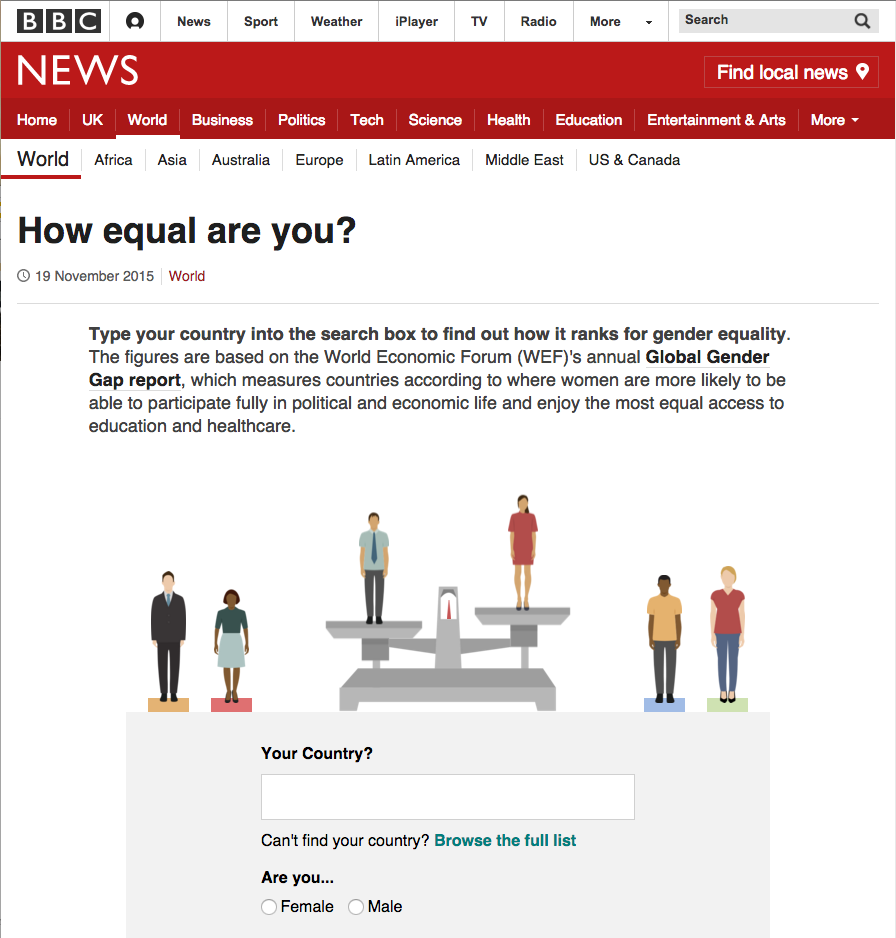 BBC News Sport Weather iPlayer TV Radio More Search
NEWS Find local news
Home UK World Business Politics Tech Science Health Education Entertainment & Arts More
World Africa Asia Australia Europe Latin America Middle East US & Canada
How equal are you?
19 November 2015 World
Type your country into the search box to find out how it ranks for gender equality.
The figures are based on the World Economic Forum (WEF)'s annual Global Gender
Gap report, which measures countries according to where women are more likely to be
able to participate fully in political and economic life and enjoy the most equal access to
education and healthcare.
Your Country?
Can't find your country? Browse the full list
Are you...
Female Male